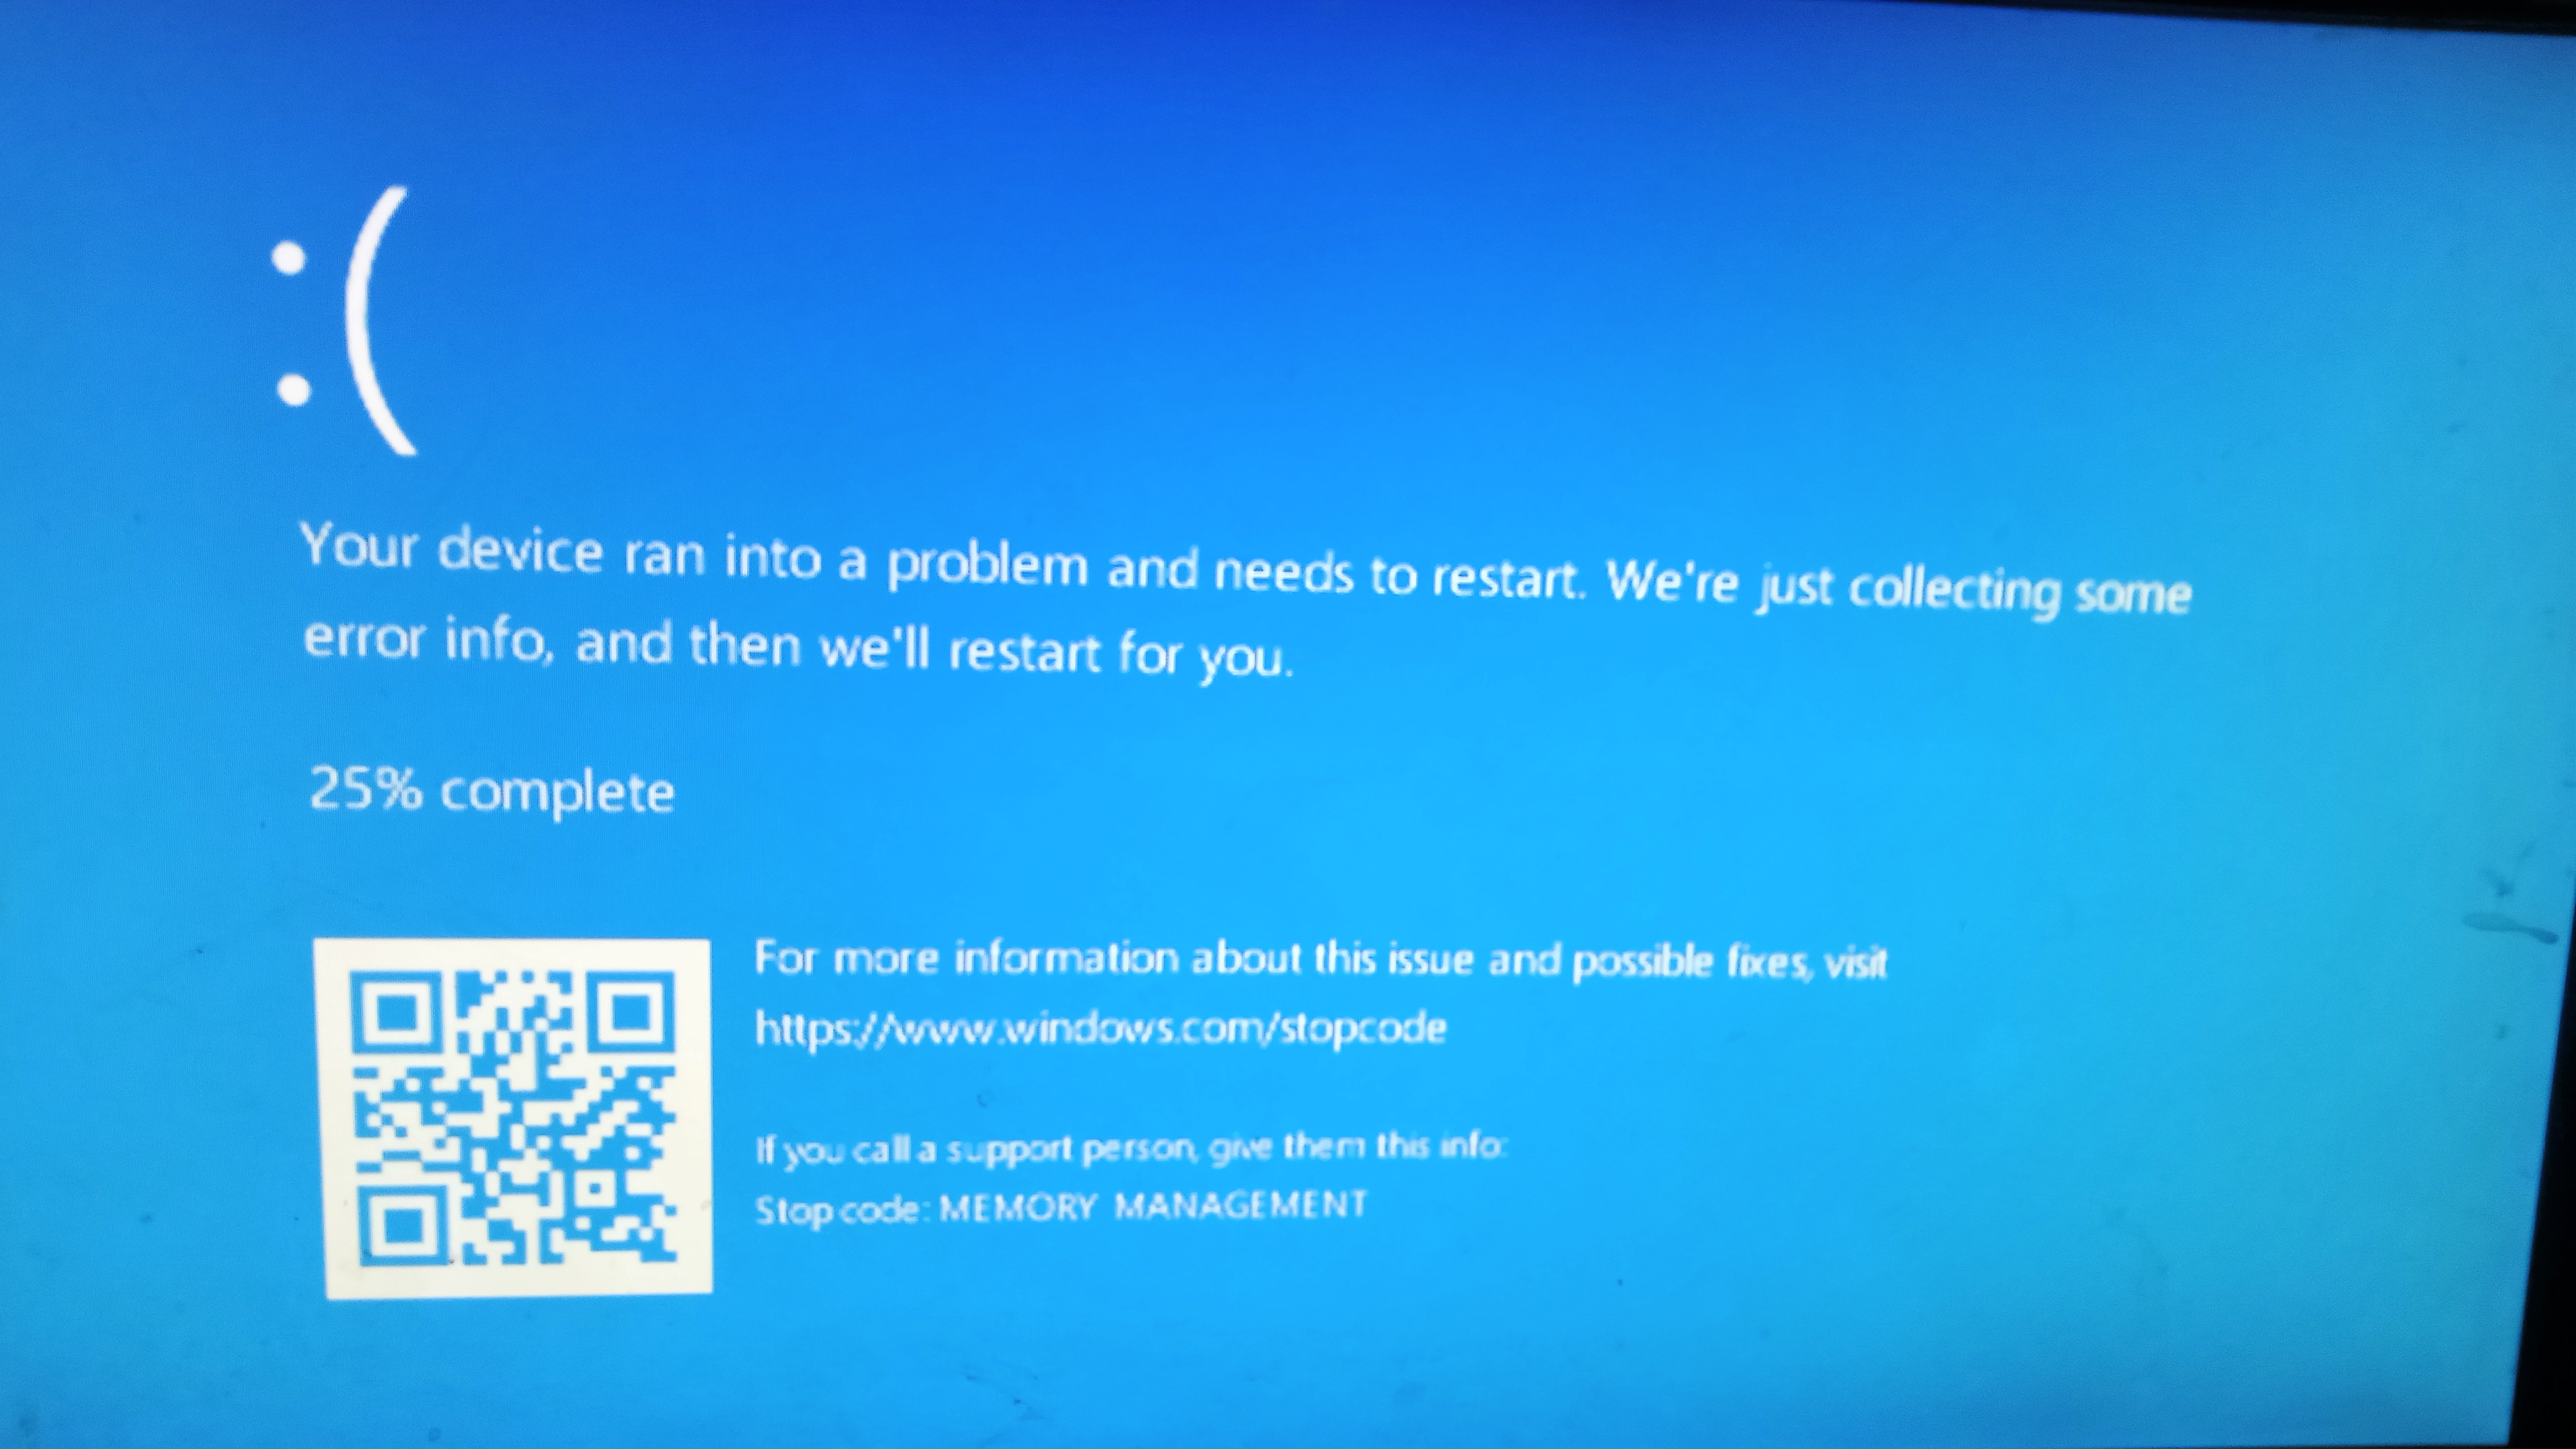 :(
Your device ran into a problem and needs to restart. We're just collecting some
error info, and then we'll restart for you.
25% complete
For more information about this issue and possible fixes, visit
https://www.windows.com/stopcode
If you call a support person, give them this info:
Stop code: MEMORY MANAGEMENT